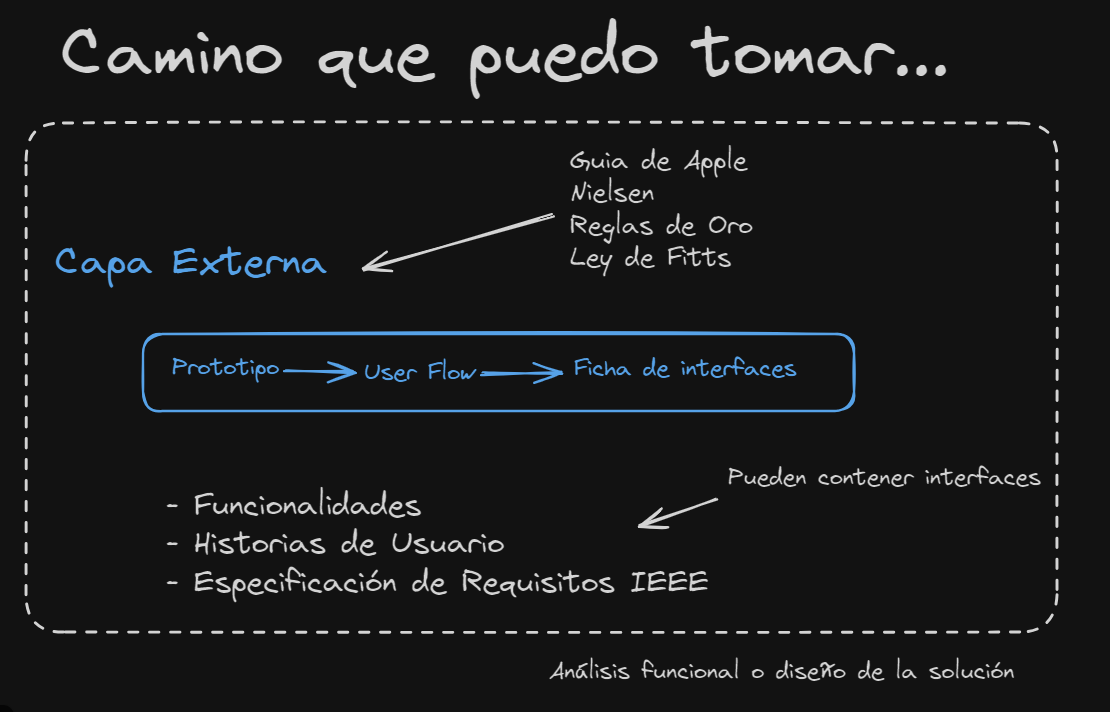 Camino que puedo tomar...
Guia de Apple
Nielsen
Reglas de Oro
Ley de Fitts
Capa Externa
Prototipo
User Flow
Ficha de interfaces
Pueden contener interfaces
- Funcionalidades
- Historias de Usuario
- Especificación de Requisitos IEEE
Análisis funcional o diseño de la solución